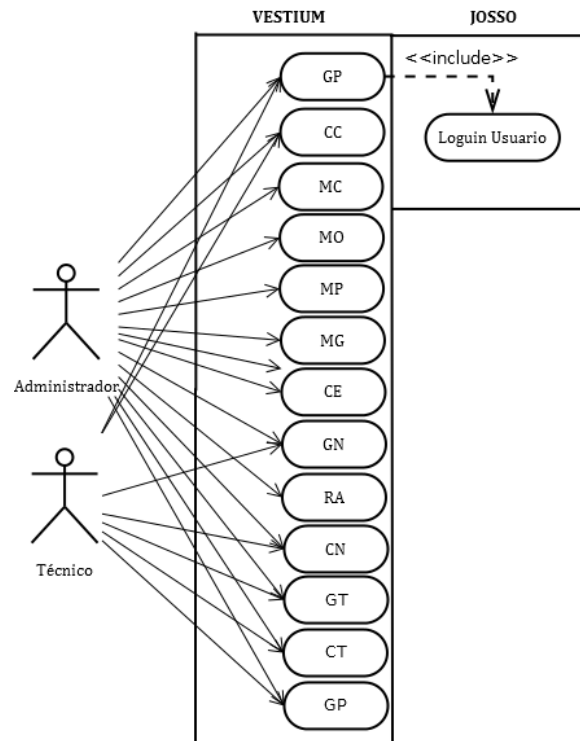 VESTIUM
JOSSO
GP
<<include>>
Loguin Usuario
CC
MC
MO
MP
MG
CE
GN
RA
CN
GT
CT
GP
Administrador
Técnico